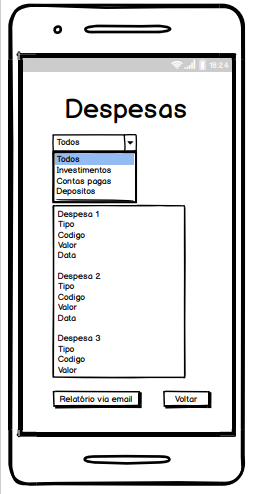 18:24
Despesas
Todos
Todos
Investimentos
Contas pagas
Depositos
Despesa 1
Tipo
Codigo
Valor
Data
Despesa 2
Tipo
Codigo
Valor
Data
Despesa 3
Tipo
Codigo
Valor
Relatório via email
Voltar